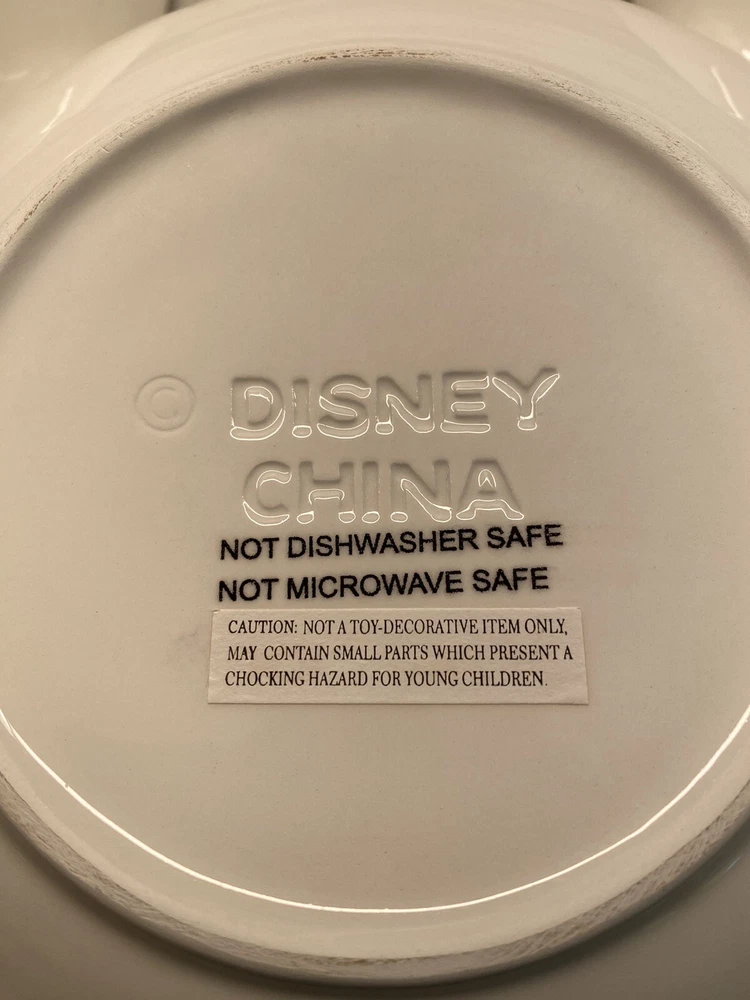 © DISNEY
CHINA
NOT DISHWASHER SAFE
NOT MICROWAVE SAFE
CAUTION: NOT A TOY-DECORATIVE ITEM ONLY,
MAY CONTAIN SMALL PARTS WHICH PRESENT A
CHOCKING HAZARD FOR YOUNG CHILDREN.